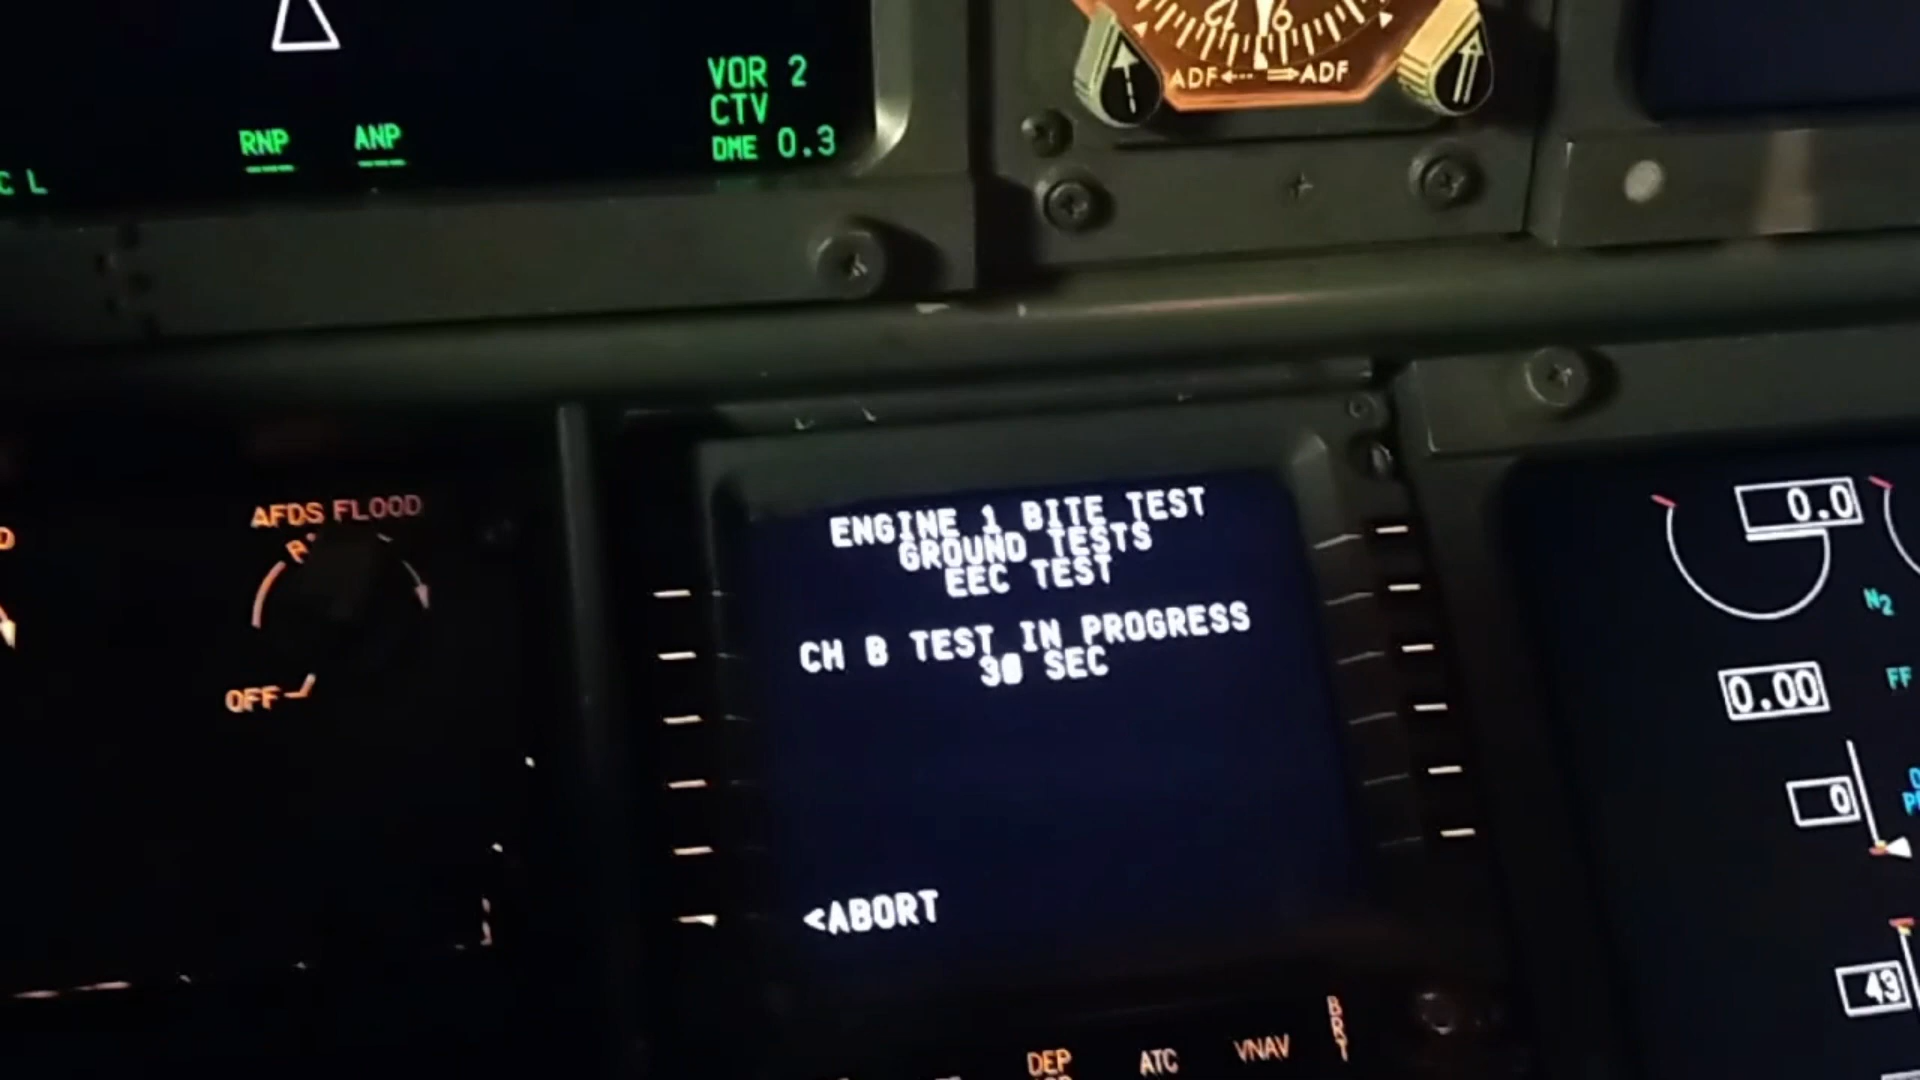 VOR 2
CTV
DME 0.3
RNP ANP
C L
ADF ADF
AFDS FLOOD
OFF
ENGINE 1 BITE TEST
GROUND TESTS
EEC TEST
CH B TEST IN PROGRESS
30 SEC
<ABORT
0.0
N2
0.00
FF
0
43
DEP
ATC
VNAV
BRT